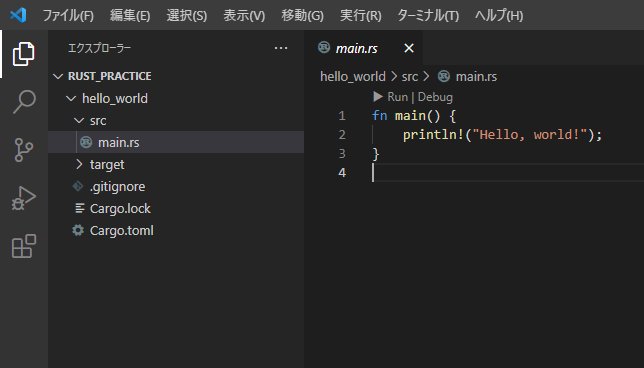 ファイル(F) 編集(E) 選択(S) 表示(V) 移動(G) 実行(R) ターミナル(T) ヘルプ(H)
エクスプローラー ···
RUST_PRACTICE
hello_world
src
main.rs
target
.gitignore
Cargo.lock
Cargo.toml
main.rs ×
hello_world > src > main.rs
Run | Debug
1 fn main() {
2 println!("Hello, world!");
3 }
4